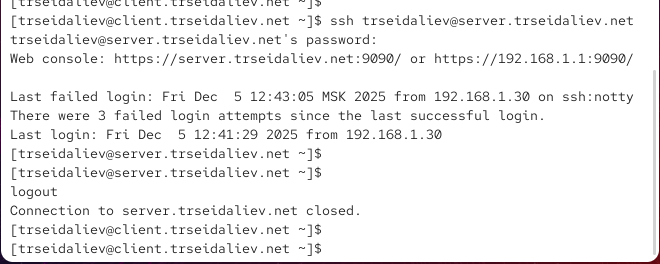 [trseidaliev@client.trseidaliev.net ~]$
[trseidaliev@client.trseidaliev.net ~]$ ssh trseidaliev@server.trseidaliev.net
trseidaliev@server.trseidaliev.net's password:
Web console: https://server.trseidaliev.net:9090/ or https://192.168.1.1:9090/
Last failed login: Fri Dec  5 12:43:05 MSK 2025 from 192.168.1.30 on ssh:notty
There were 3 failed login attempts since the last successful login.
Last login: Fri Dec  5 12:41:29 2025 from 192.168.1.30
[trseidaliev@server.trseidaliev.net ~]$
[trseidaliev@server.trseidaliev.net ~]$
logout
Connection to server.trseidaliev.net closed.
[trseidaliev@client.trseidaliev.net ~]$
[trseidaliev@client.trseidaliev.net ~]$